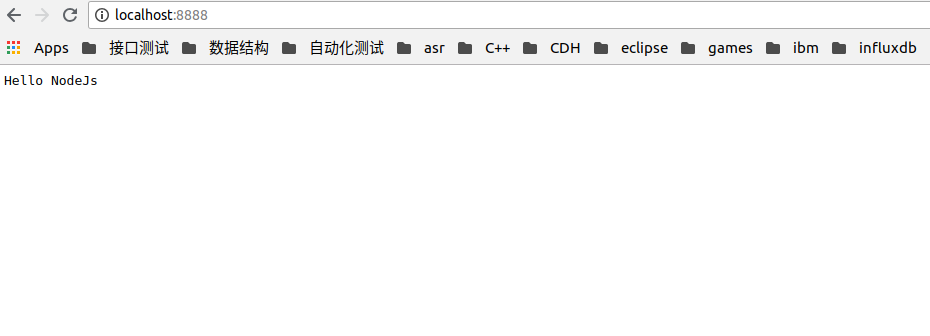 localhost:8888
Apps 接口测试 数据结构 自动化测试 asr C++ CDH eclipse games ibm influxdb
Hello NodeJs